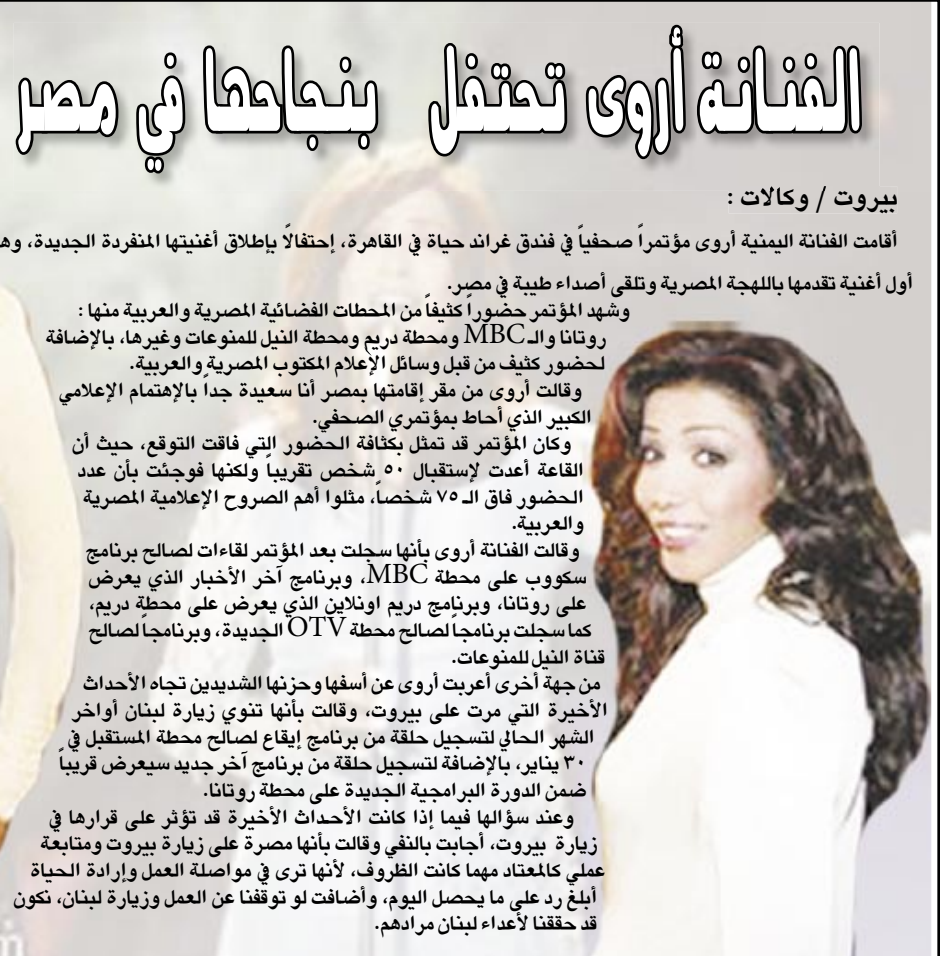 الفنانة أروى تحتفل بنجاحها في مصر
بيروت / وكالات :
أقامت الفنانة اليمنية أروى مؤتمراً صحفياً في فندق غراند حياة في القاهرة، إحتفالاً بإطلاق أغنيتها المنفردة الجديدة، وه
أول أغنية تقدمها باللهجة المصرية وتلقى أصداء طيبة في مصر.
وشهد المؤتمر حضوراً كثيفاً من المحطات الفضائية المصرية والعربية منها :
روتانا والـ MBC ومحطة دريم ومحطة النيل للمنوعات وغيرها، بالإضافة
لحضور كثيف من قبل وسائل الإعلام المكتوب المصرية والعربية.
وقالت أروى من مقر إقامتها بمصر أنا سعيدة جداً بالإهتمام الإعلامي
الكبير الذي أحاط بمؤتمري الصحفي.
وكان المؤتمر قد تمثل بكثافة الحضور التي فاقت التوقع، حيث أن
القاعة أعدت لإستقبال ٥٠ شخص تقريباً ولكنها فوجئت بأن عدد
الحضور فاق الـ ٧٥ شخصاً، مثلوا أهم الصروح الإعلامية المصرية
والعربية.
وقالت الفنانة أروى بأنها سجلت بعد المؤتمر لقاءات لصالح برنامج
سكووب على محطة MBC، وبرنامج آخر الأخبار الذي يعرض
على روتانا، وبرنامج دريم اونلاين الذي يعرض على محطة دريم،
كما سجلت برنامجاً لصالح محطة OTV الجديدة، وبرنامجاً لصالح
قناة النيل للمنوعات.
من جهة أخرى أعربت أروى عن أسفها وحزنها الشديدين تجاه الأحداث
الأخيرة التي مرت على بيروت، وقالت بأنها تنوي زيارة لبنان أواخر
الشهر الحالي لتسجيل حلقة من برنامج إيقاع لصالح محطة المستقبل في
٣٠ يناير، بالإضافة لتسجيل حلقة من برنامج آخر جديد سيعرض قريباً
ضمن الدورة البرامجية الجديدة على محطة روتانا.
وعند سؤالها فيما إذا كانت الأحداث الأخيرة قد تؤثر على قرارها في
زيارة بيروت، أجابت بالنفي وقالت بأنها مصرة على زيارة بيروت ومتابعة
عملي كالمعتاد مهما كانت الظروف، لأنها ترى في مواصلة العمل وإرادة الحياة
أبلغ رد على ما يحصل اليوم، وأضافت لو توقفنا عن العمل وزيارة لبنان، نكون
قد حققنا لأعداء لبنان مرادهم.